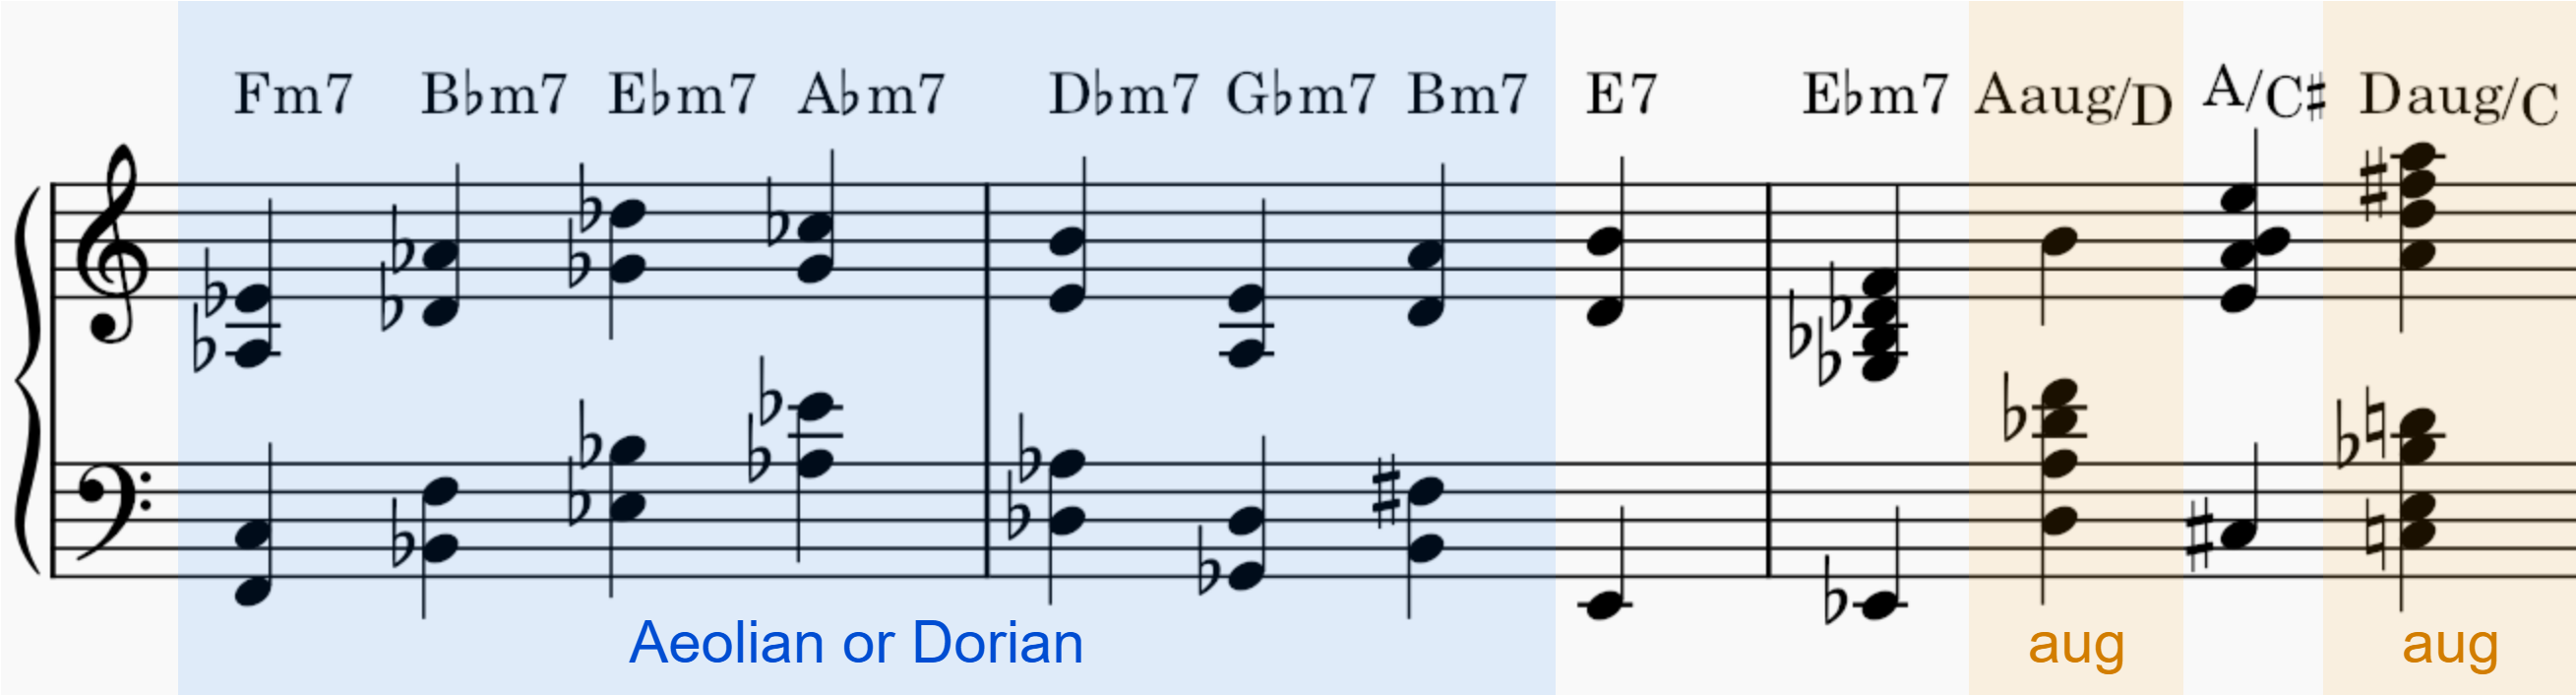 Fm7 B♭m7 E♭m7 A♭m7 D♭m7 G♭m7 Bm7 E7 E♭m7 Aaug/D A/C♯ Daug/C
Aeolian or Dorian aug aug